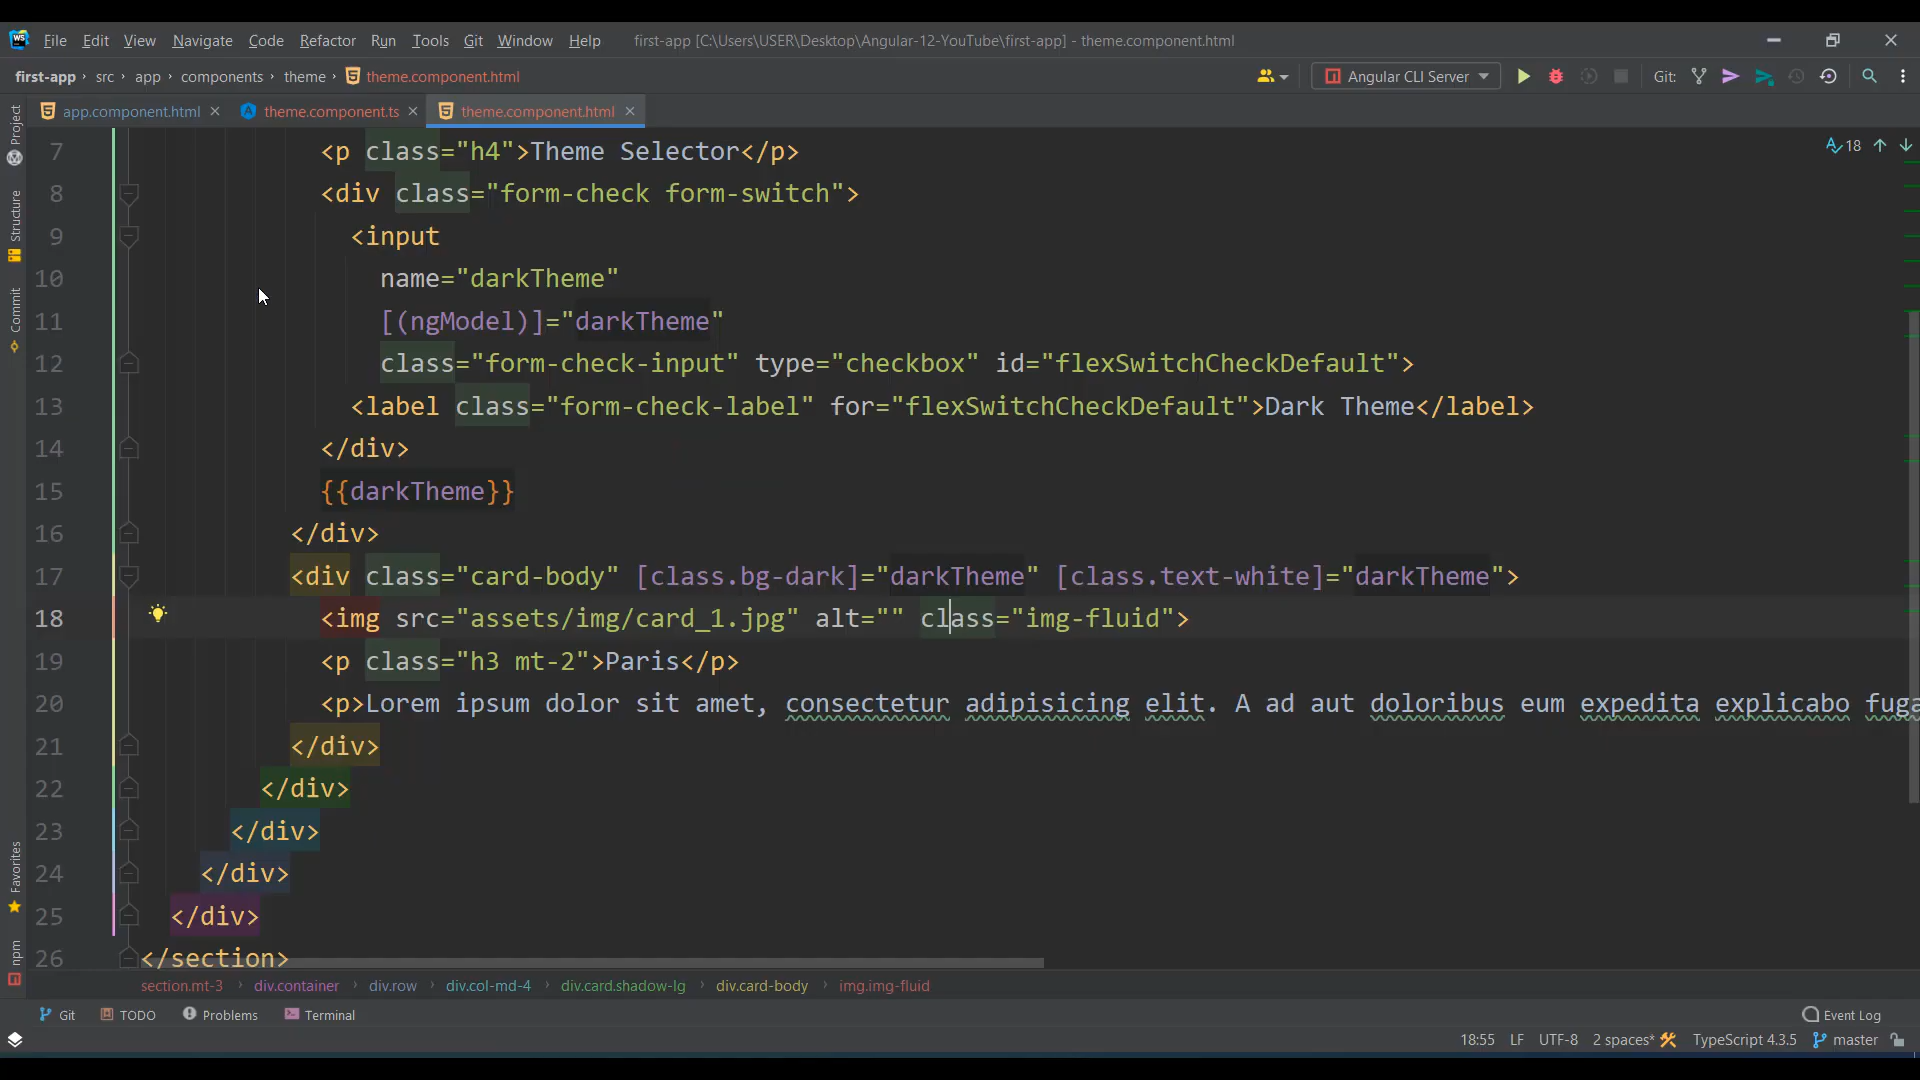 WS File Edit View Navigate Code Refactor Run Tools Git Window Help first-app [C:\Users\USER\Desktop\Angular-12-YouTube\first-app] - theme.component.html
first-app › src › app › components › theme › theme.component.html Angular CLI Server Git:
app.component.html theme.component.ts theme.component.html
Project
Structure
Commit
Favorites
npm
18
7 <p class="h4">Theme Selector</p>
8 <div class="form-check form-switch">
9 <input
10 name="darkTheme"
11 [(ngModel)]="darkTheme"
12 class="form-check-input" type="checkbox" id="flexSwitchCheckDefault">
13 <label class="form-check-label" for="flexSwitchCheckDefault">Dark Theme</label>
14 </div>
15 {{darkTheme}}
16 </div>
17 <div class="card-body" [class.bg-dark]="darkTheme" [class.text-white]="darkTheme">
18 <img src="assets/img/card_1.jpg" alt="" class="img-fluid">
19 <p class="h3 mt-2">Paris</p>
20 <p>Lorem ipsum dolor sit amet, consectetur adipisicing elit. A ad aut doloribus eum expedita explicabo fuga
21 </div>
22 </div>
23 </div>
24 </div>
25 </div>
26 </section>
section.mt-3 › div.container › div.row › div.col-md-4 › div.card.shadow-lg › div.card-body › img.img-fluid
Git TODO Problems Terminal Event Log
18:55 LF UTF-8 2 spaces* TypeScript 4.3.5 master